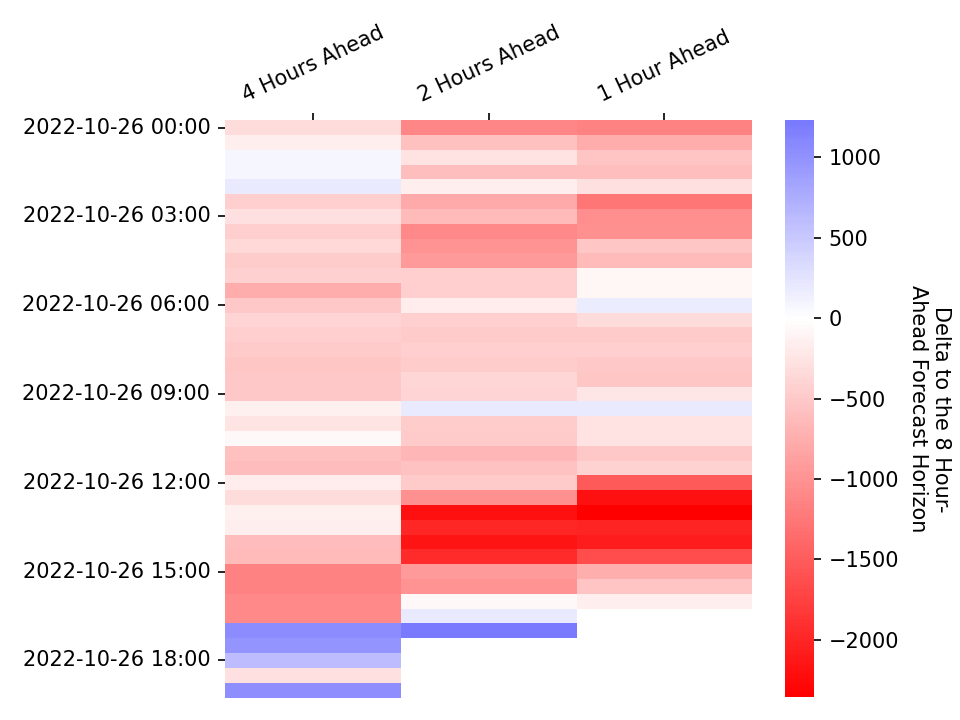 4 Hours Ahead
2 Hours Ahead
1 Hour Ahead
2022-10-26 00:00
2022-10-26 03:00
2022-10-26 06:00
2022-10-26 09:00
2022-10-26 12:00
2022-10-26 15:00
2022-10-26 18:00
1000
500
0
−500
−1000
−1500
−2000
Delta to the 8 Hour-
Ahead Forecast Horizon